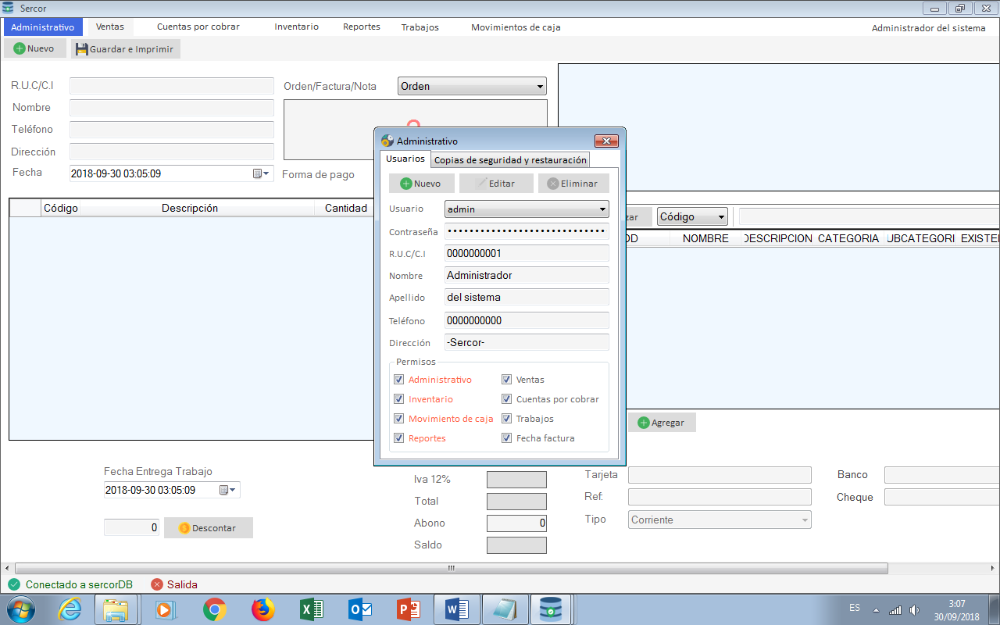 Sercor
Administrativo Ventas Cuentas por cobrar Inventario Reportes Trabajos Movimientos de caja Administrador del sistema
Nuevo Guardar e Imprimir
R.U.C/C.I Orden/Factura/Nota Orden
Nombre
Teléfono
Dirección
Fecha 2018-09-30 03:05:09 Forma de pago
Código Descripción Cantidad
Administrativo
Usuarios Copias de seguridad y restauración
Nuevo Editar Eliminar
Usuario admin
Contraseña
R.U.C/C.I 0000000001
Nombre Administrador
Apellido del sistema
Teléfono 0000000000
Dirección -Sercor-
Permisos
Administrativo Ventas
Inventario Cuentas por cobrar
Movimiento de caja Trabajos
Reportes Fecha factura
Código
NOMBRE DESCRIPCION CATEGORIA
Agregar
Fecha Entrega Trabajo
2018-09-30 03:05:09
0 Descontar
Iva 12%
Total
Abono 0
Saldo
Tarjeta Banco
Ref: Cheque
Tipo Corriente
Conectado a sercorDB Salida
ES 3:07
30/09/2018